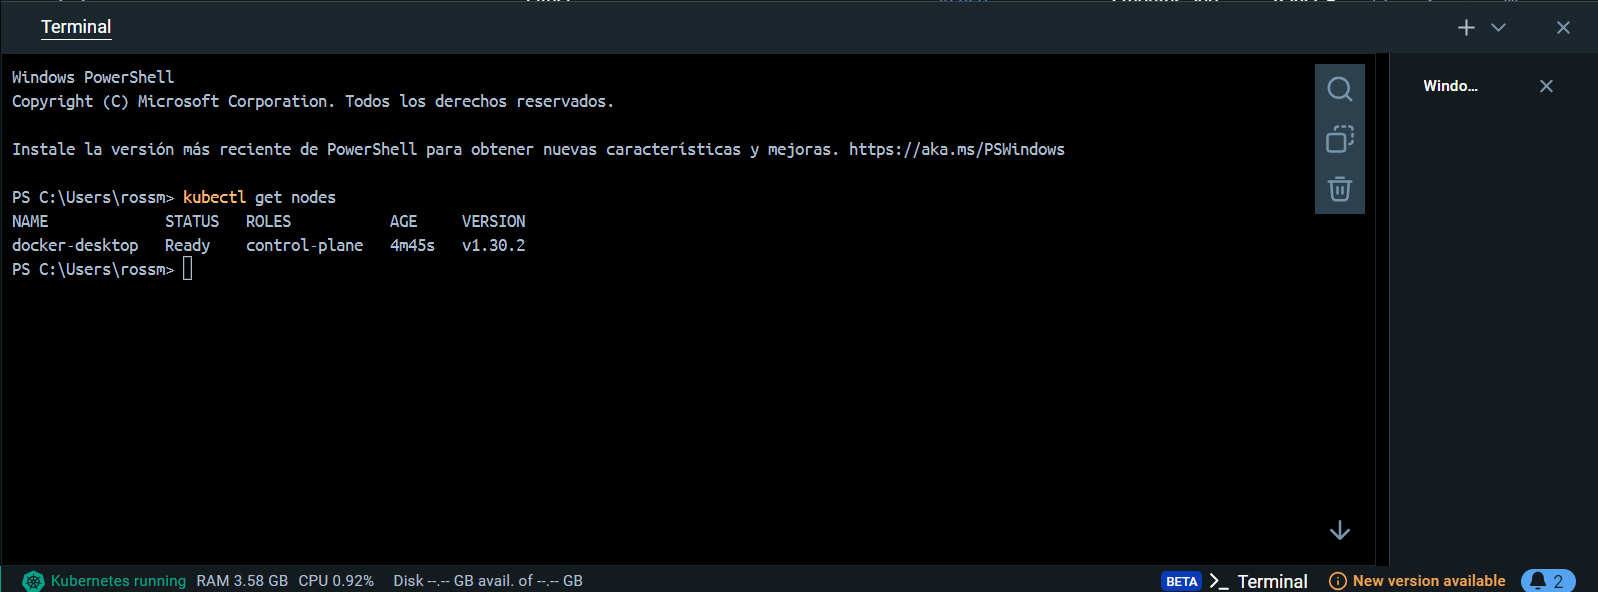 Terminal
Windows PowerShell
Copyright (C) Microsoft Corporation. Todos los derechos reservados.
Instale la versión más reciente de PowerShell para obtener nuevas características y mejoras. https://aka.ms/PSWindows
PS C:\Users\rossm> kubectl get nodes
NAME STATUS ROLES AGE VERSION
docker-desktop Ready control-plane 4m45s v1.30.2
PS C:\Users\rossm>
Windo...
Kubernetes running RAM 3.58 GB CPU 0.92% Disk --.-- GB avail. of --.-- GB BETA >_ Terminal New version available 2